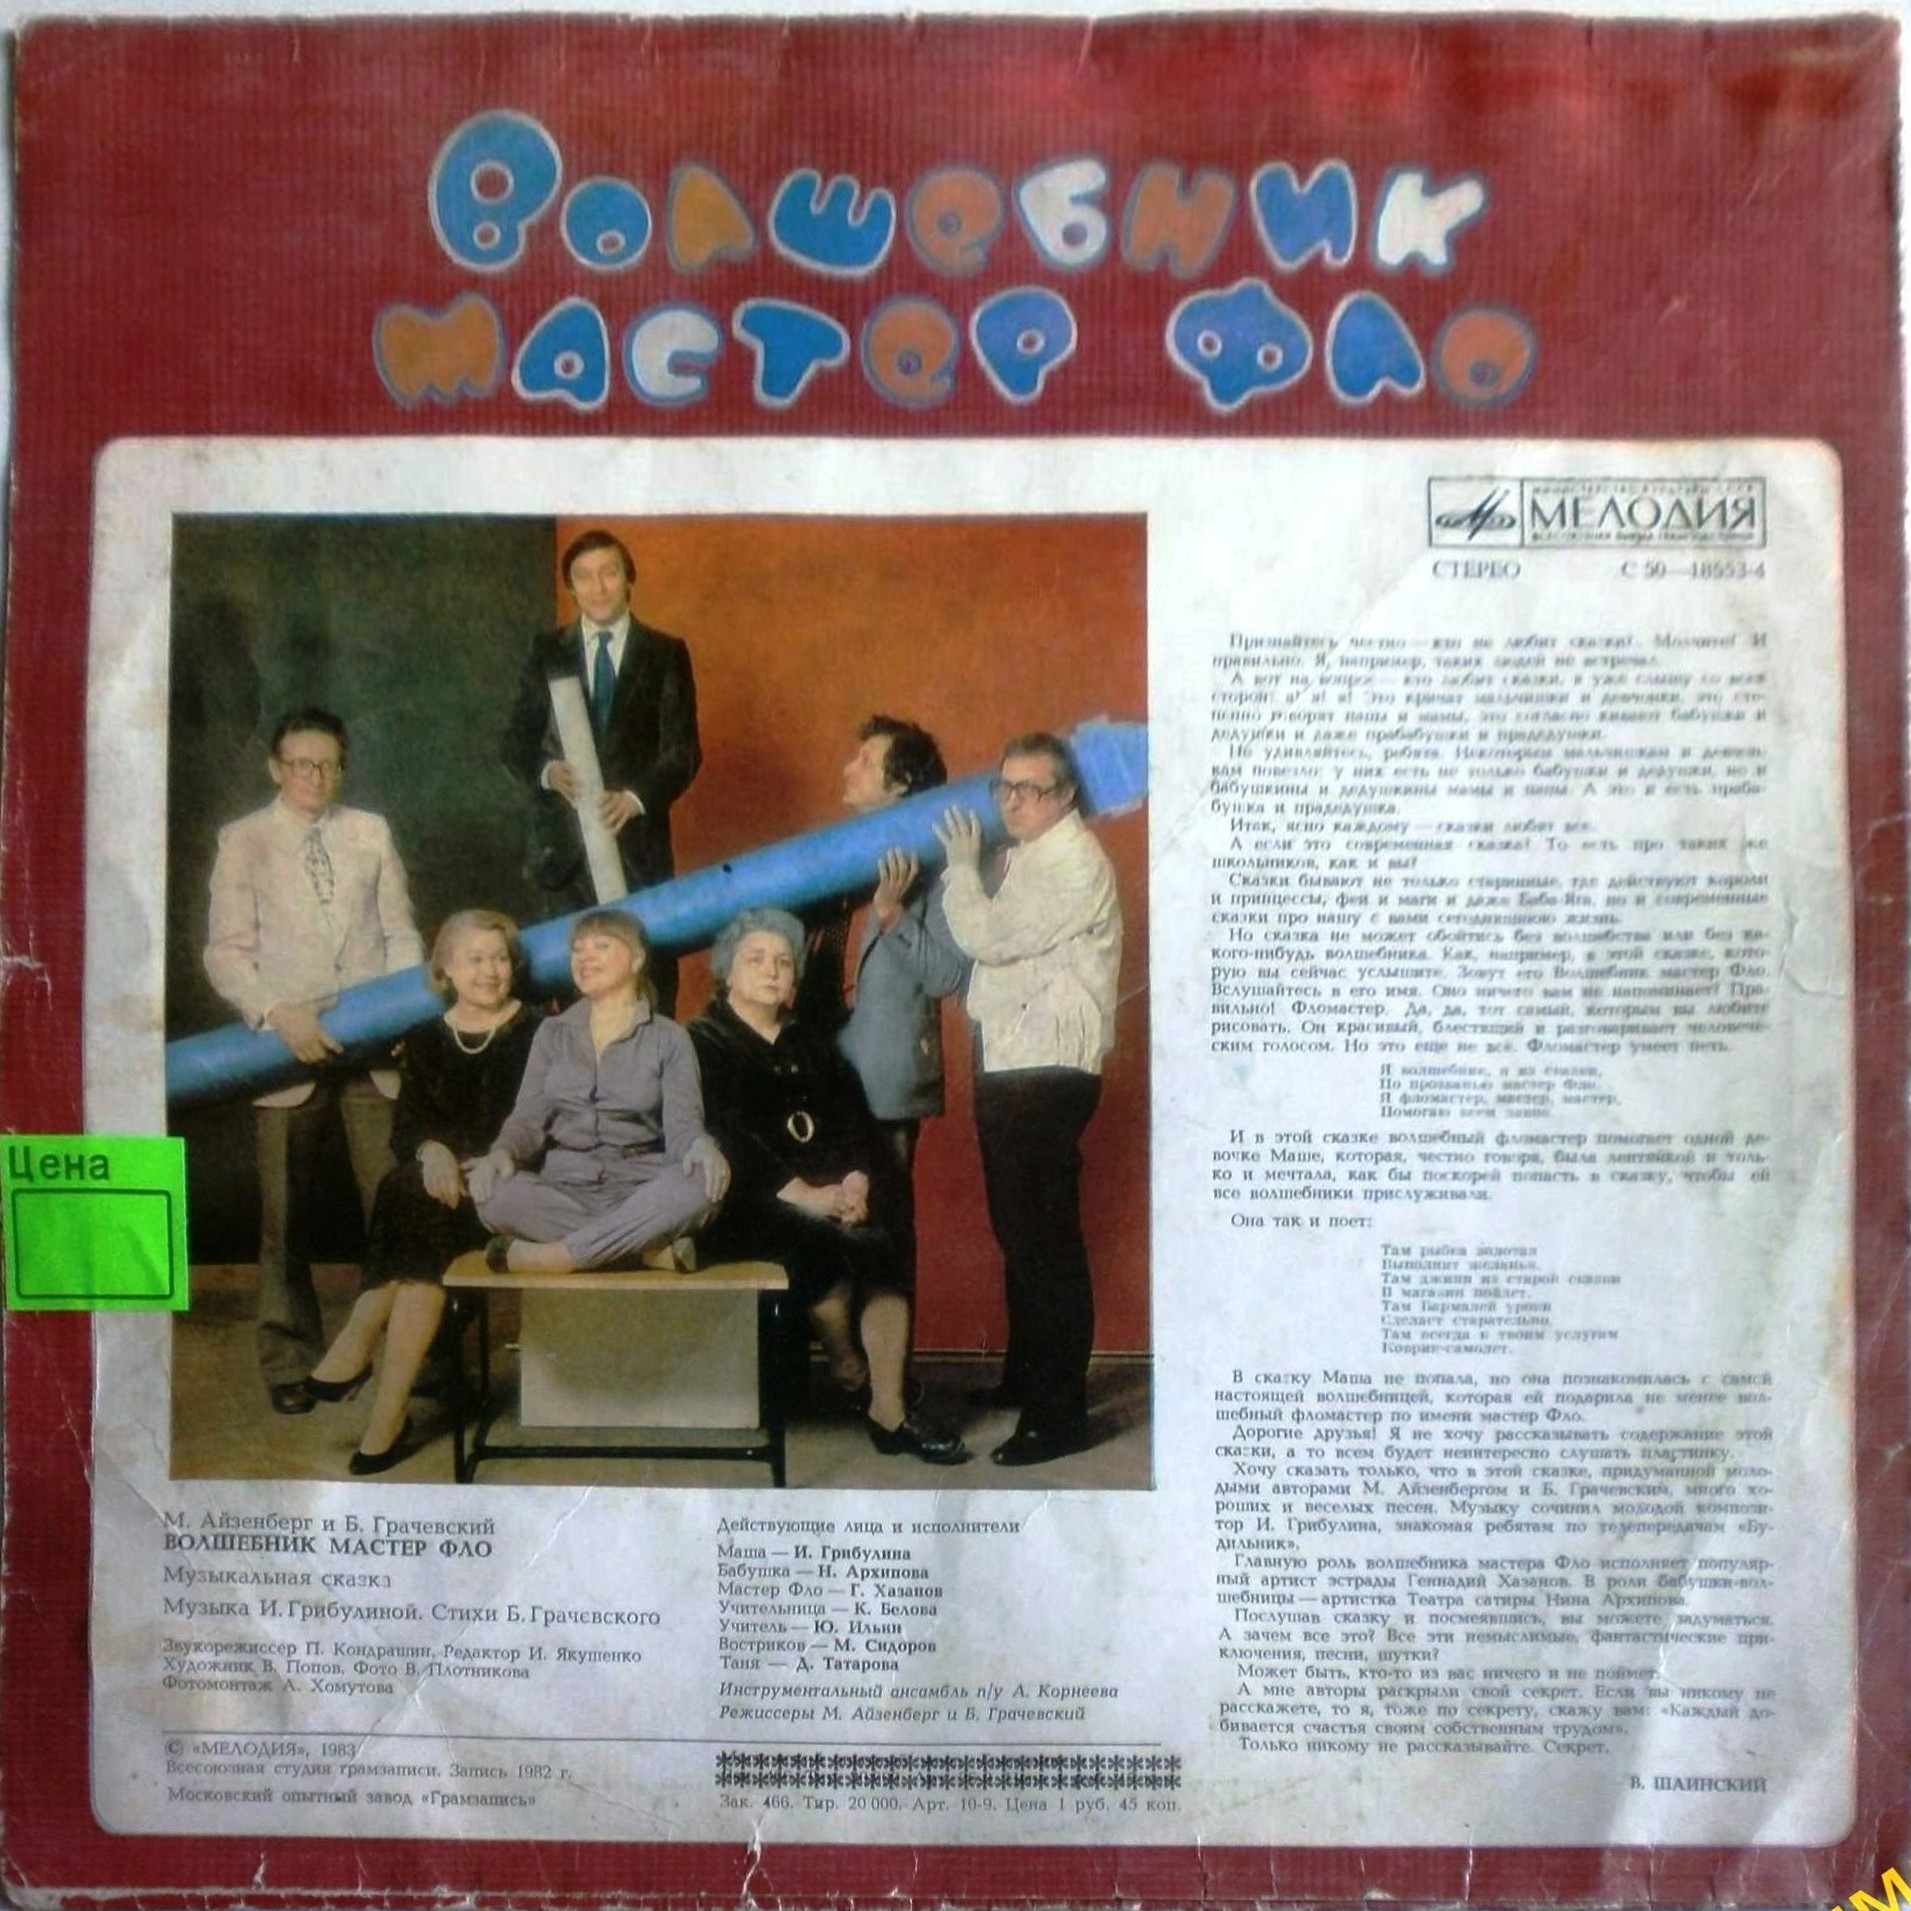 Волшебник
мастер Фло
МЕЛОДИЯ
СТЕРЕО С 50—18553-4
Признайтесь честно — кто не любит сказки? Молчите! И
правильно. Я, например, таких людей не встречал.
А вот на вопрос — кто любит сказки, я уже слышу со всех
сторон: я! я! я! Это кричат мальчишки и девчонки, это сте-
пенно говорят папы и мамы, это согласно кивают бабушки и
дедушки и даже прабабушки и прадедушки.
Не удивляйтесь, ребята. Некоторым мальчишкам и девчон-
кам повезло: у них есть не только бабушки и дедушки, но и
бабушкины и дедушкины мамы и папы. А это и есть праба-
бушка и прадедушка.
Итак, ясно каждому — сказки любят все.
А если это современная сказка? То есть про таких же
школьников, как и вы?
Сказки бывают не только старинные, где действуют короли
и принцессы, феи и маги и даже Баба-Яга, но и современные
сказки про нашу с вами сегодняшнюю жизнь.
Но сказка не может обойтись без волшебства или без ка-
кого-нибудь волшебника. Как, например, в этой сказке, кото-
рую вы сейчас услышите. Зовут его Волшебник мастер Фло.
Вслушайтесь в его имя. Оно ничего вам не напоминает? Пра-
вильно! Фломастер. Да, да, тот самый, которым вы любите
рисовать. Он красивый, блестящий и разговаривает человече-
ским голосом. Но это еще не всё. Фломастер умеет петь.
Я волшебник, я из сказки,
По прозванью мастер Фло.
Я фломастер, мастер, мастер,
Помогаю всем
И в этой сказке волшебный фломастер помогает одной де-
вочке Маше, которая, честно говоря, была лентяйкой и толь-
ко и мечтала, как бы поскорей попасть в сказку, чтобы ей
все волшебники прислуживали.
Она так и поет:
Там рыбка золотая
Выполнит желанья.
Там джинн из старой сказки
В магазин пойдет.
Там Бармалей уроки
Сделает старательно,
Там всегда к твоим услугам
Коврик-самолет.
В сказку Маша не попала, но она познакомилась с самой
настоящей волшебницей, которая ей подарила не менее вол-
шебный фломастер по имени мастер Фло.
Дорогие друзья! Я не хочу рассказывать содержание этой
сказки, а то всем будет неинтересно слушать пластинку.
Хочу сказать только, что в этой сказке, придуманной моло-
дыми авторами М. Айзенбергом и Б. Грачевским, много хо-
роших и веселых песен. Музыку сочинил молодой компози-
тор И. Грибулина, знакомая ребятам по телепередачам «Бу-
дильник».
Главную роль волшебника мастера Фло исполняет популяр-
ный артист эстрады Геннадий Хазанов. В роли бабушки-вол-
шебницы — артистка Театра сатиры Нина Архипова.
Послушав сказку и посмеявшись, вы можете задуматься.
А зачем все это? Все эти немыслимые, фантастические при-
ключения, песни, шутки?
Может быть, кто-то из вас ничего и не поймет.
А мне авторы раскрыли свой секрет. Если вы никому не
расскажете, то я, тоже по секрету, скажу вам: «Каждый до-
бивается счастья своим собственным трудом».
Только никому не рассказывайте. Секрет.
В. ШАИНСКИЙ
Цена
М. Айзенберг и Б. Грачевский
ВОЛШЕБНИК МАСТЕР ФЛО
Музыкальная сказка
Музыка И. Грибулиной. Стихи Б. Грачевского
Звукорежиссер П. Кондрашин. Редактор И. Якушенко
Художник В. Попов. Фото В. Плотникова
Фотомонтаж А. Хомутова
Действующие лица и исполнители
Маша — И. Грибулина
Бабушка — Н. Архипова
Мастер Фло — Г. Хазанов
Учительница — К. Белова
Учитель — Ю. Ильин
Востриков — М. Сидоров
Таня — Д. Татарова
Инструментальный ансамбль п/у А. Корнеева
Режиссеры М. Айзенберг и Б. Грачевский
© «МЕЛОДИЯ», 1983
Всесоюзная студия грамзаписи. Запись 1982 г.
Московский опытный завод «Грамзапись»
Зак. 466. Тир. 20 000. Арт. 10-9. Цена 1 руб. 45 коп.